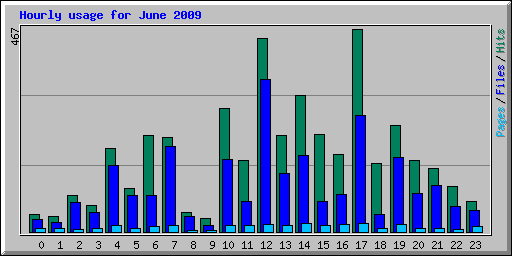 Hourly usage for June 2009
467
Pages / Files / Hits
0 1 2 3 4 5 6 7 8 9 10 11 12 13 14 15 16 17 18 19 20 21 22 23